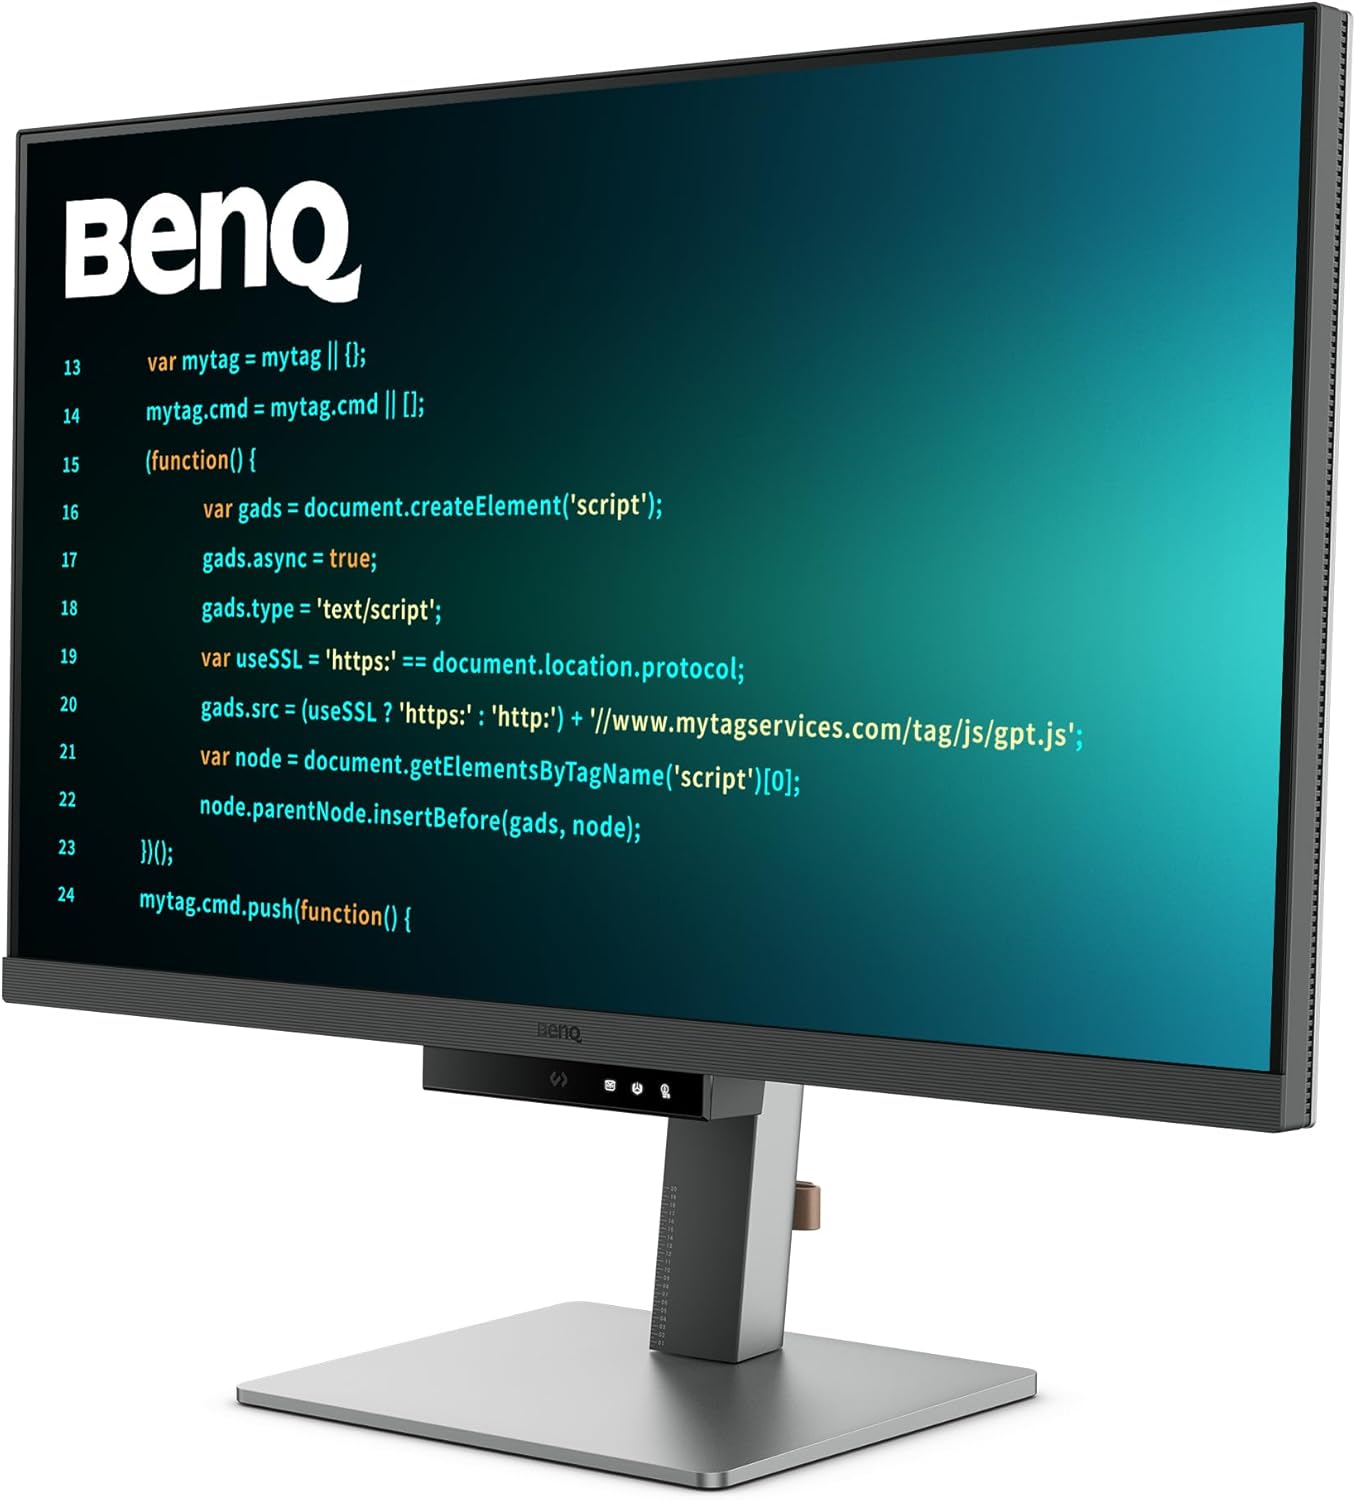 BenQ
13 var mytag = mytag || {};
14 mytag.cmd = mytag.cmd || [];
15 (function() {
16 var gads = document.createElement('script');
17 gads.async = true;
18 gads.type = 'text/script';
19 var useSSL = 'https:' == document.location.protocol;
20 gads.src = (useSSL ? 'https:' : 'http:') + '//www.mytagservices.com/tag/js/gpt.js';
21 var node = document.getElementsByTagName('script')[0];
22 node.parentNode.insertBefore(gads, node);
23 })();
24 mytag.cmd.push(function() {
BenQ